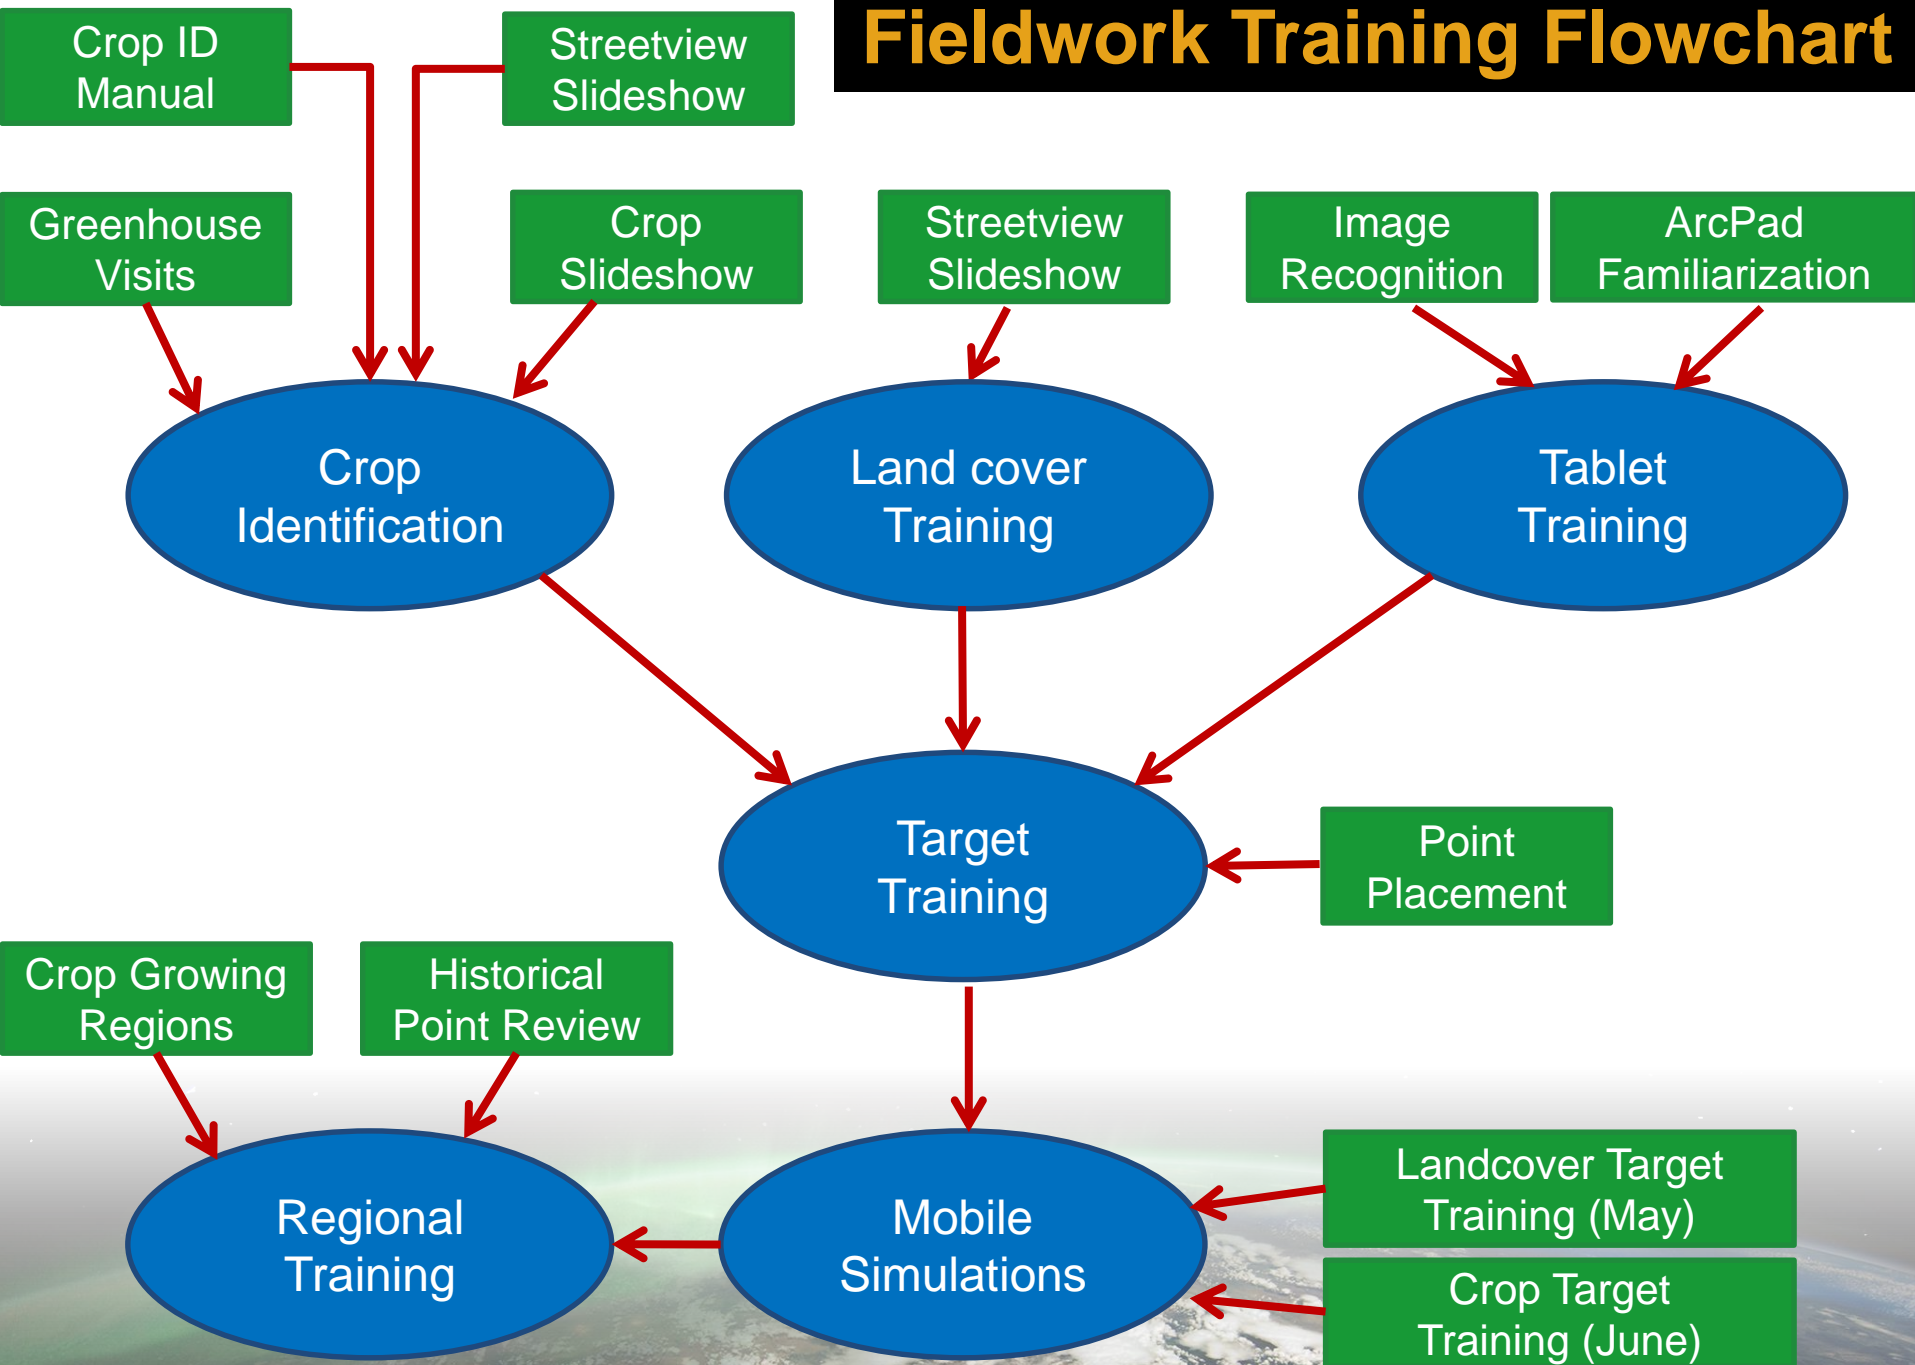 Fieldwork Training Flowchart
Crop ID
Manual
Streetview
Slideshow
Greenhouse
Visits
Crop
Slideshow
Streetview
Slideshow
Image
Recognition
ArcPad
Familiarization
Crop
Identification
Land cover
Training
Tablet
Training
Target
Training
Point
Placement
Crop Growing
Regions
Historical
Point Review
Regional
Training
Mobile
Simulations
Landcover Target
Training (May)
Crop Target
Training (June)